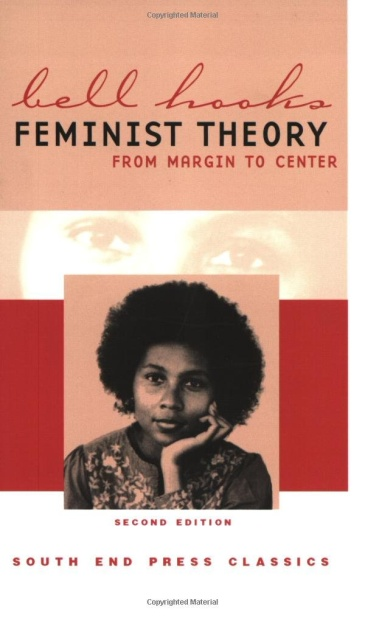 Copyrighted Material
bell hooks
FEMINIST THEORY
FROM MARGIN TO CENTER
SECOND EDITION
SOUTH END PRESS CLASSICS
Copyrighted Material